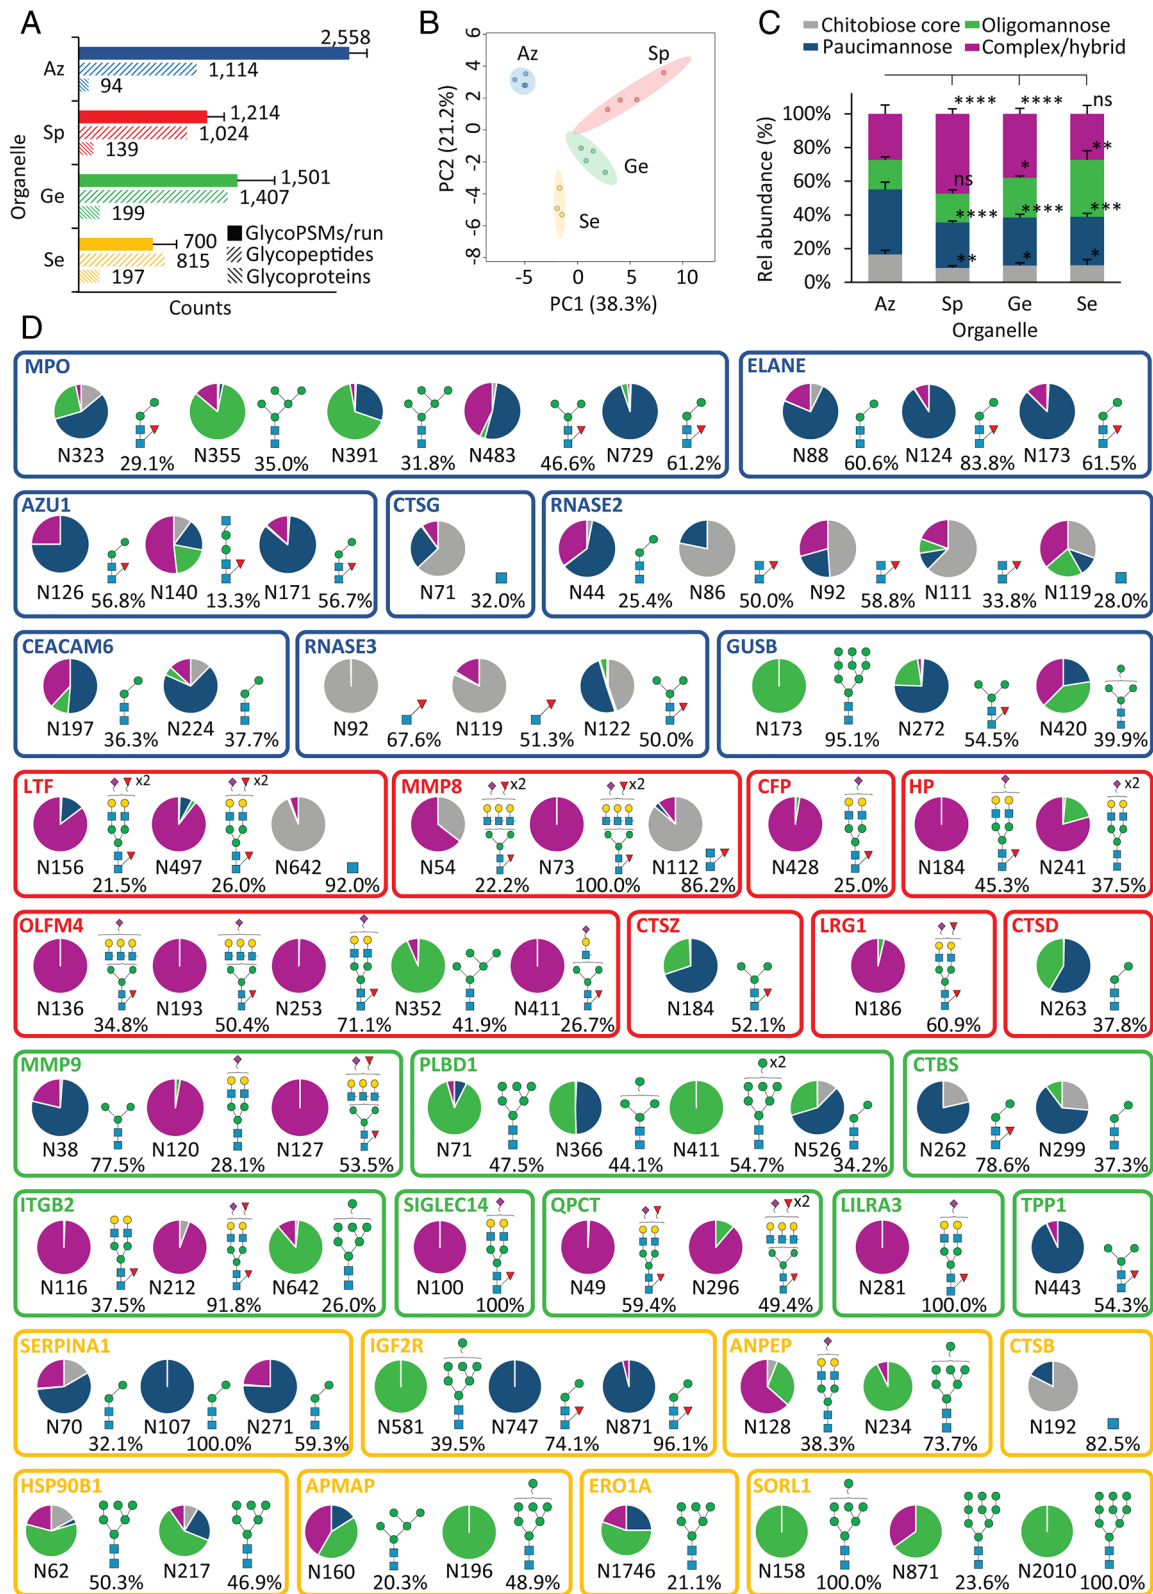 A
Organelle
Az
2,558
1,114
94
Sp
1,214
1,024
139
Ge
1,501
1,407
199
Se
700
815
197
GlycoPSMs/run
Glycopeptides
Glycoproteins
Counts
B
PC2 (21.2%)
6
4
2
0
-2
-4
-6
-8
Az
Sp
Ge
Se
-5 0 5 10
PC1 (38.3%)
C
Chitobiose core Oligomannose
Paucimannose Complex/hybrid
Rel abundance (%)
100%
80%
60%
40%
20%
0%
**** **** ns
ns * **
**** **** ***
** * *
Az Sp Ge Se
Organelle
D
MPO
N323 29.1% N355 35.0% N391 31.8% N483 46.6% N729 61.2%
ELANE
N88 60.6% N124 83.8% N173 61.5%
AZU1
N126 56.8% N140 13.3% N171 56.7%
CTSG
N71 32.0%
RNASE2
N44 25.4% N86 50.0% N92 58.8% N111 33.8% N119 28.0%
CEACAM6
N197 36.3% N224 37.7%
RNASE3
N92 67.6% N119 51.3% N122 50.0%
GUSB
N173 95.1% N272 54.5% N420 39.9%
LTF
x2 x2
N156 21.5% N497 26.0% N642 92.0%
MMP8
x2 x2
N54 22.2% N73 100.0% N112 86.2%
CFP
N428 25.0%
HP
x2
N184 45.3% N241 37.5%
OLFM4
N136 34.8% N193 50.4% N253 71.1% N352 41.9% N411 26.7%
CTSZ
N184 52.1%
LRG1
N186 60.9%
CTSD
N263 37.8%
MMP9
N38 77.5% N120 28.1% N127 53.5%
PLBD1
x2
N71 47.5% N366 44.1% N411 54.7% N526 34.2%
CTBS
N262 78.6% N299 37.3%
ITGB2
N116 37.5% N212 91.8% N642 26.0%
SIGLEC14
N100 100%
QPCT
x2
N49 59.4% N296 49.4%
LILRA3
N281 100.0%
TPP1
N443 54.3%
SERPINA1
N70 32.1% N107 100.0% N271 59.3%
IGF2R
N581 39.5% N747 74.1% N871 96.1%
ANPEP
N128 38.3% N234 73.7%
CTSB
N192 82.5%
HSP90B1
N62 50.3% N217 46.9%
APMAP
N160 20.3% N196 48.9%
ERO1A
N1746 21.1%
SORL1
N158 100.0% N871 23.6% N2010 100.0%